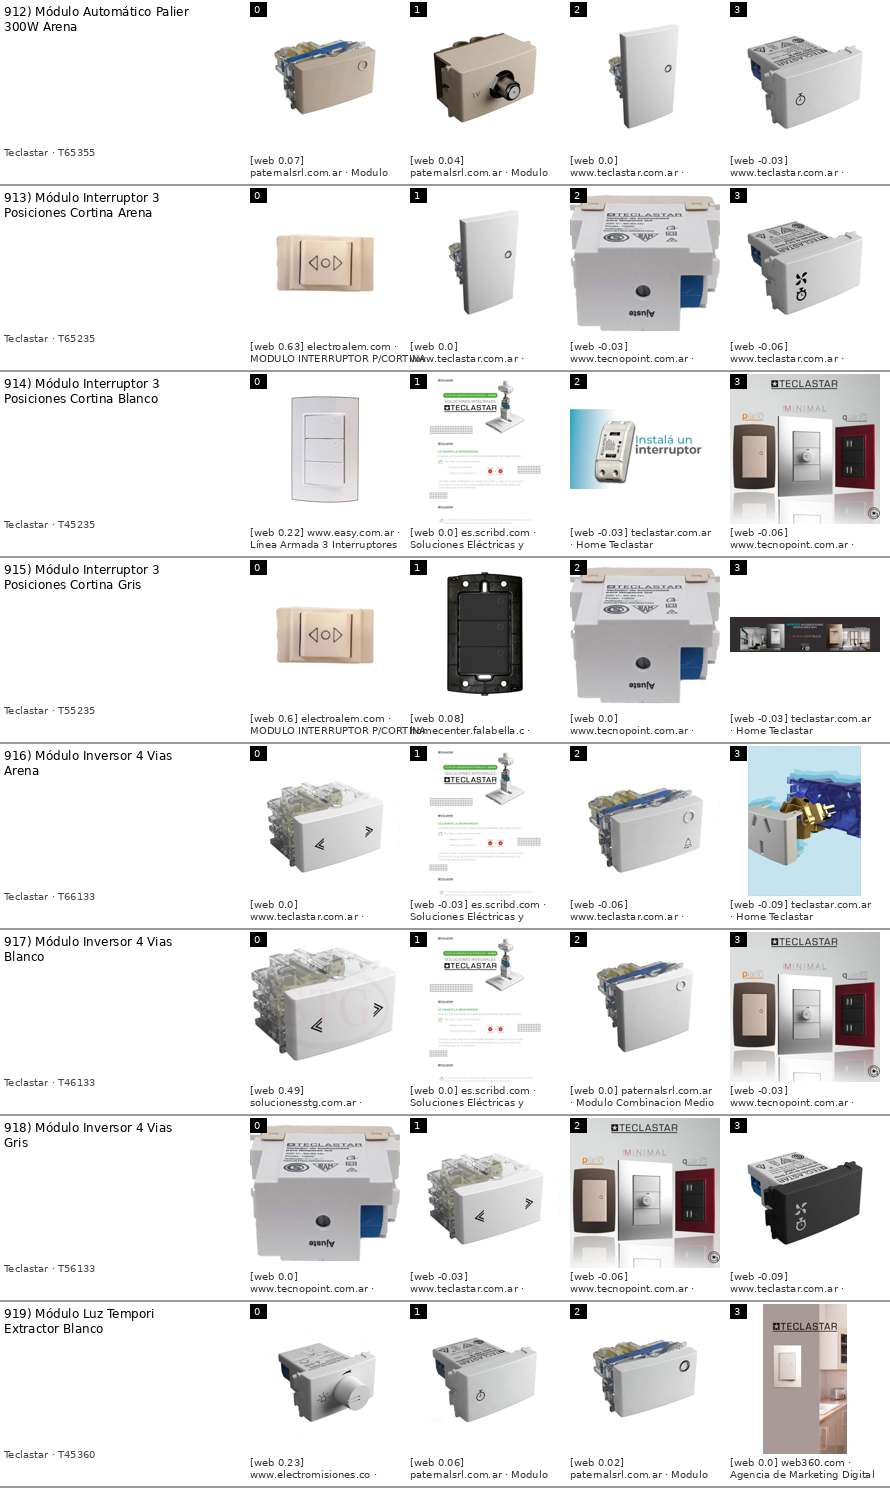 912) Módulo Automático Palier
300W Arena
Teclastar · T65355
0
[web 0.07]
paternalsrl.com.ar · Modulo
1
1V
[web 0.04]
paternalsrl.com.ar · Modulo
2
[web 0.0]
www.teclastar.com.ar ·
3
TECLASTAR
[web -0.03]
www.teclastar.com.ar ·
913) Módulo Interruptor 3
Posiciones Cortina Arena
Teclastar · T65235
0
[web 0.63] electroalem.com ·
MODULO INTERRUPTOR P/CORTINA
1
[web 0.0]
www.teclastar.com.ar ·
2
TECLASTAR
Ajuste
[web -0.03]
www.tecnopoint.com.ar ·
3
TECLASTAR
[web -0.06]
www.teclastar.com.ar ·
914) Módulo Interruptor 3
Posiciones Cortina Blanco
Teclastar · T45235
0
[web 0.22] www.easy.com.ar ·
Línea Armada 3 Interruptores
1
TECLASTAR
[web 0.0] es.scribd.com ·
Soluciones Eléctricas y
2
Instalá un
interruptor
[web -0.03] teclastar.com.ar
· Home Teclastar
3
TECLASTAR
MINIMAL
[web -0.06]
www.tecnopoint.com.ar ·
915) Módulo Interruptor 3
Posiciones Cortina Gris
Teclastar · T55235
0
[web 0.6] electroalem.com ·
MODULO INTERRUPTOR P/CORTINA
1
[web 0.08]
homecenter.falabella.c ·
2
TECLASTAR
Ajuste
[web 0.0]
www.tecnopoint.com.ar ·
3
[web -0.03] teclastar.com.ar
· Home Teclastar
916) Módulo Inversor 4 Vias
Arena
Teclastar · T66133
0
[web 0.0]
www.teclastar.com.ar ·
1
TECLASTAR
[web -0.03] es.scribd.com ·
Soluciones Eléctricas y
2
[web -0.06]
www.teclastar.com.ar ·
3
[web -0.09] teclastar.com.ar
· Home Teclastar
917) Módulo Inversor 4 Vias
Blanco
Teclastar · T46133
0
[web 0.49]
solucionesstg.com.ar ·
1
TECLASTAR
[web 0.0] es.scribd.com ·
Soluciones Eléctricas y
2
[web 0.0] paternalsrl.com.ar
· Modulo Combinacion Medio
3
TECLASTAR
MINIMAL
[web -0.03]
www.tecnopoint.com.ar ·
918) Módulo Inversor 4 Vias
Gris
Teclastar · T56133
0
TECLASTAR
Ajuste
[web 0.0]
www.tecnopoint.com.ar ·
1
[web -0.03]
www.teclastar.com.ar ·
2
TECLASTAR
MINIMAL
[web -0.06]
www.tecnopoint.com.ar ·
3
TECLASTAR
[web -0.09]
www.teclastar.com.ar ·
919) Módulo Luz Tempori
Extractor Blanco
Teclastar · T45360
0
[web 0.23]
www.electromisiones.co ·
1
[web 0.06]
paternalsrl.com.ar · Modulo
2
[web 0.02]
paternalsrl.com.ar · Modulo
3
TECLASTAR
[web 0.0] web360.com ·
Agencia de Marketing Digital